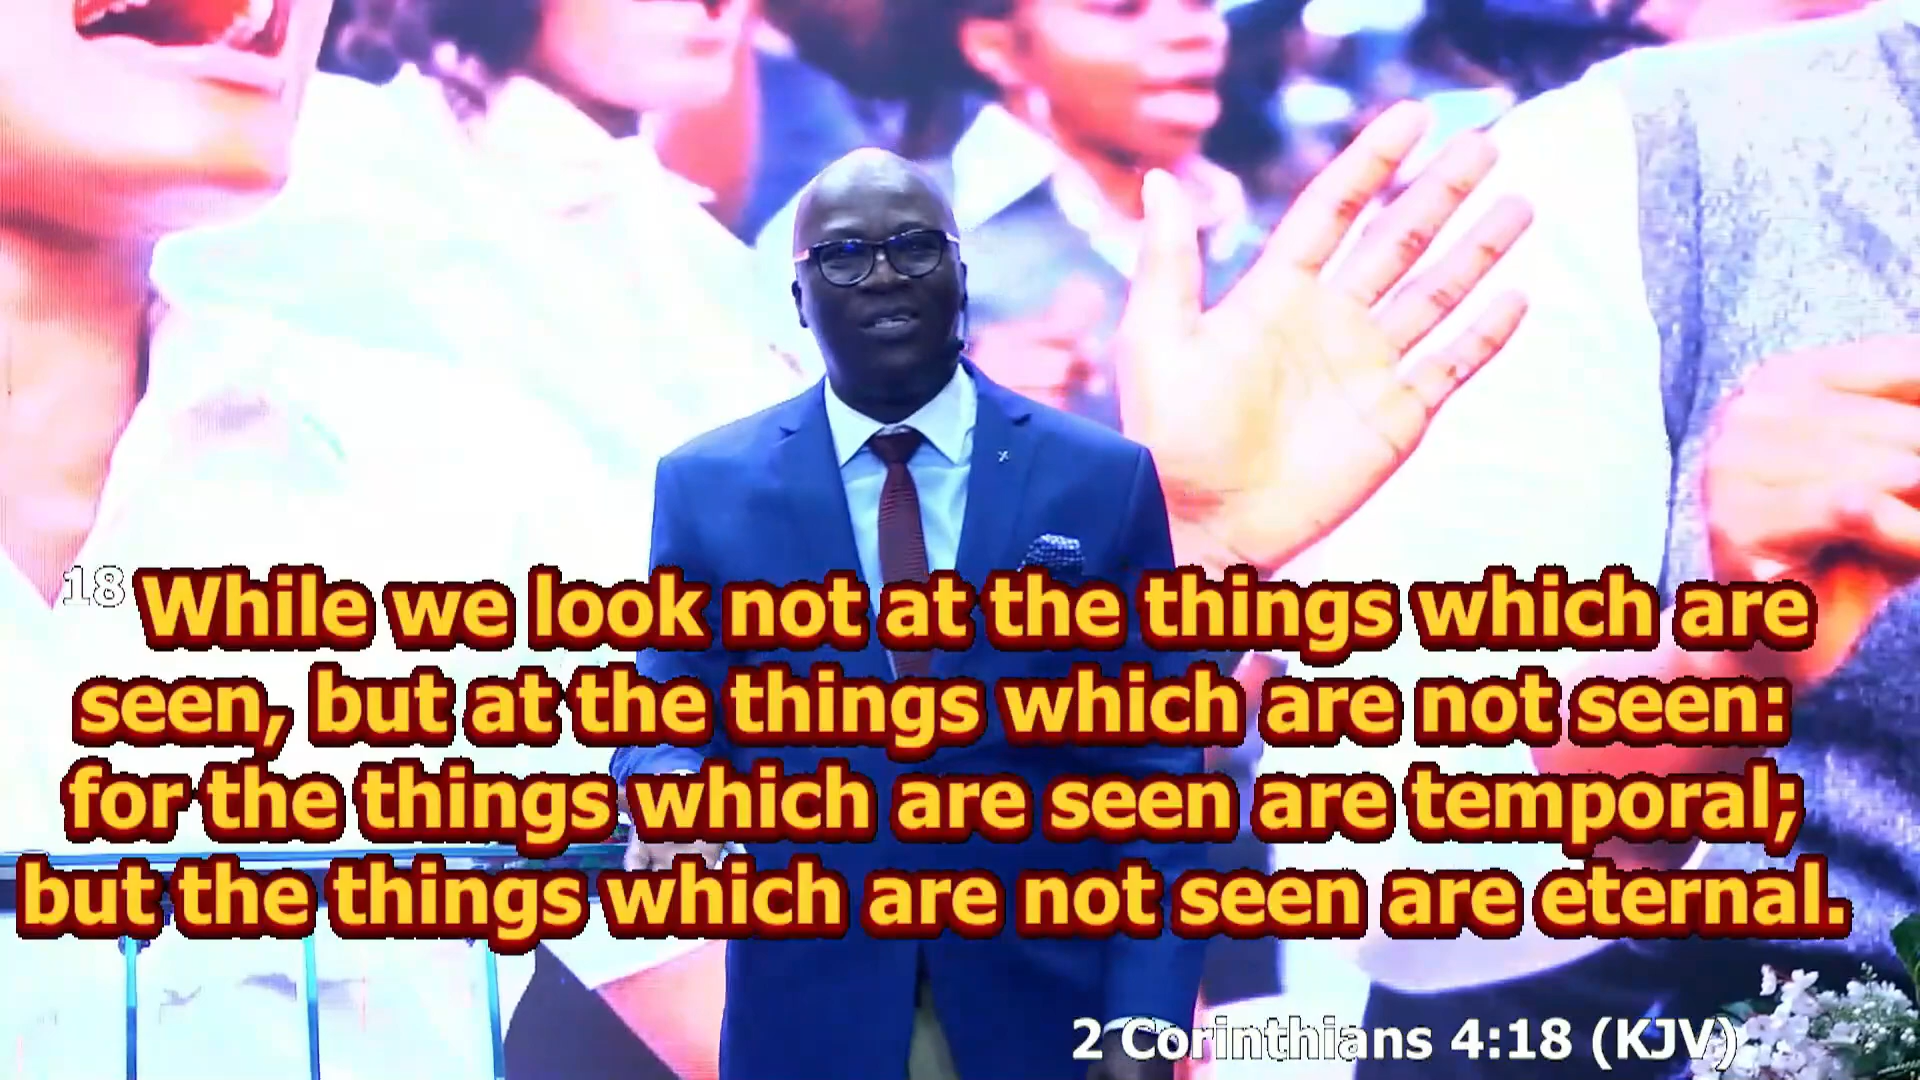 18 While we look not at the things which are
seen, but at the things which are not seen:
for the things which are seen are temporal;
but the things which are not seen are eternal.
2 Corinthians 4:18 (KJV)